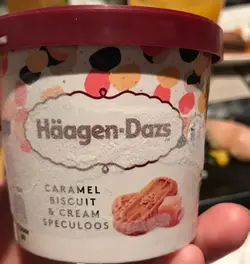 Häagen-Dazs
CARAMEL
BISCUIT
& CREAM
SPECULOOS